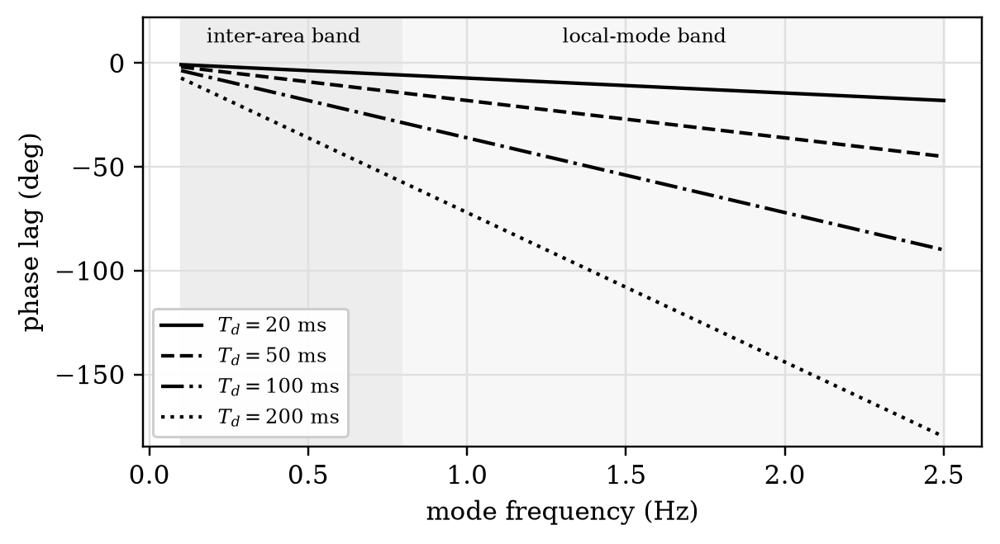 inter-area band
local-mode band
phase lag (deg)
0
−50
−100
−150
T_d = 20 ms
T_d = 50 ms
T_d = 100 ms
T_d = 200 ms
0.0
0.5
1.0
1.5
2.0
2.5
mode frequency (Hz)